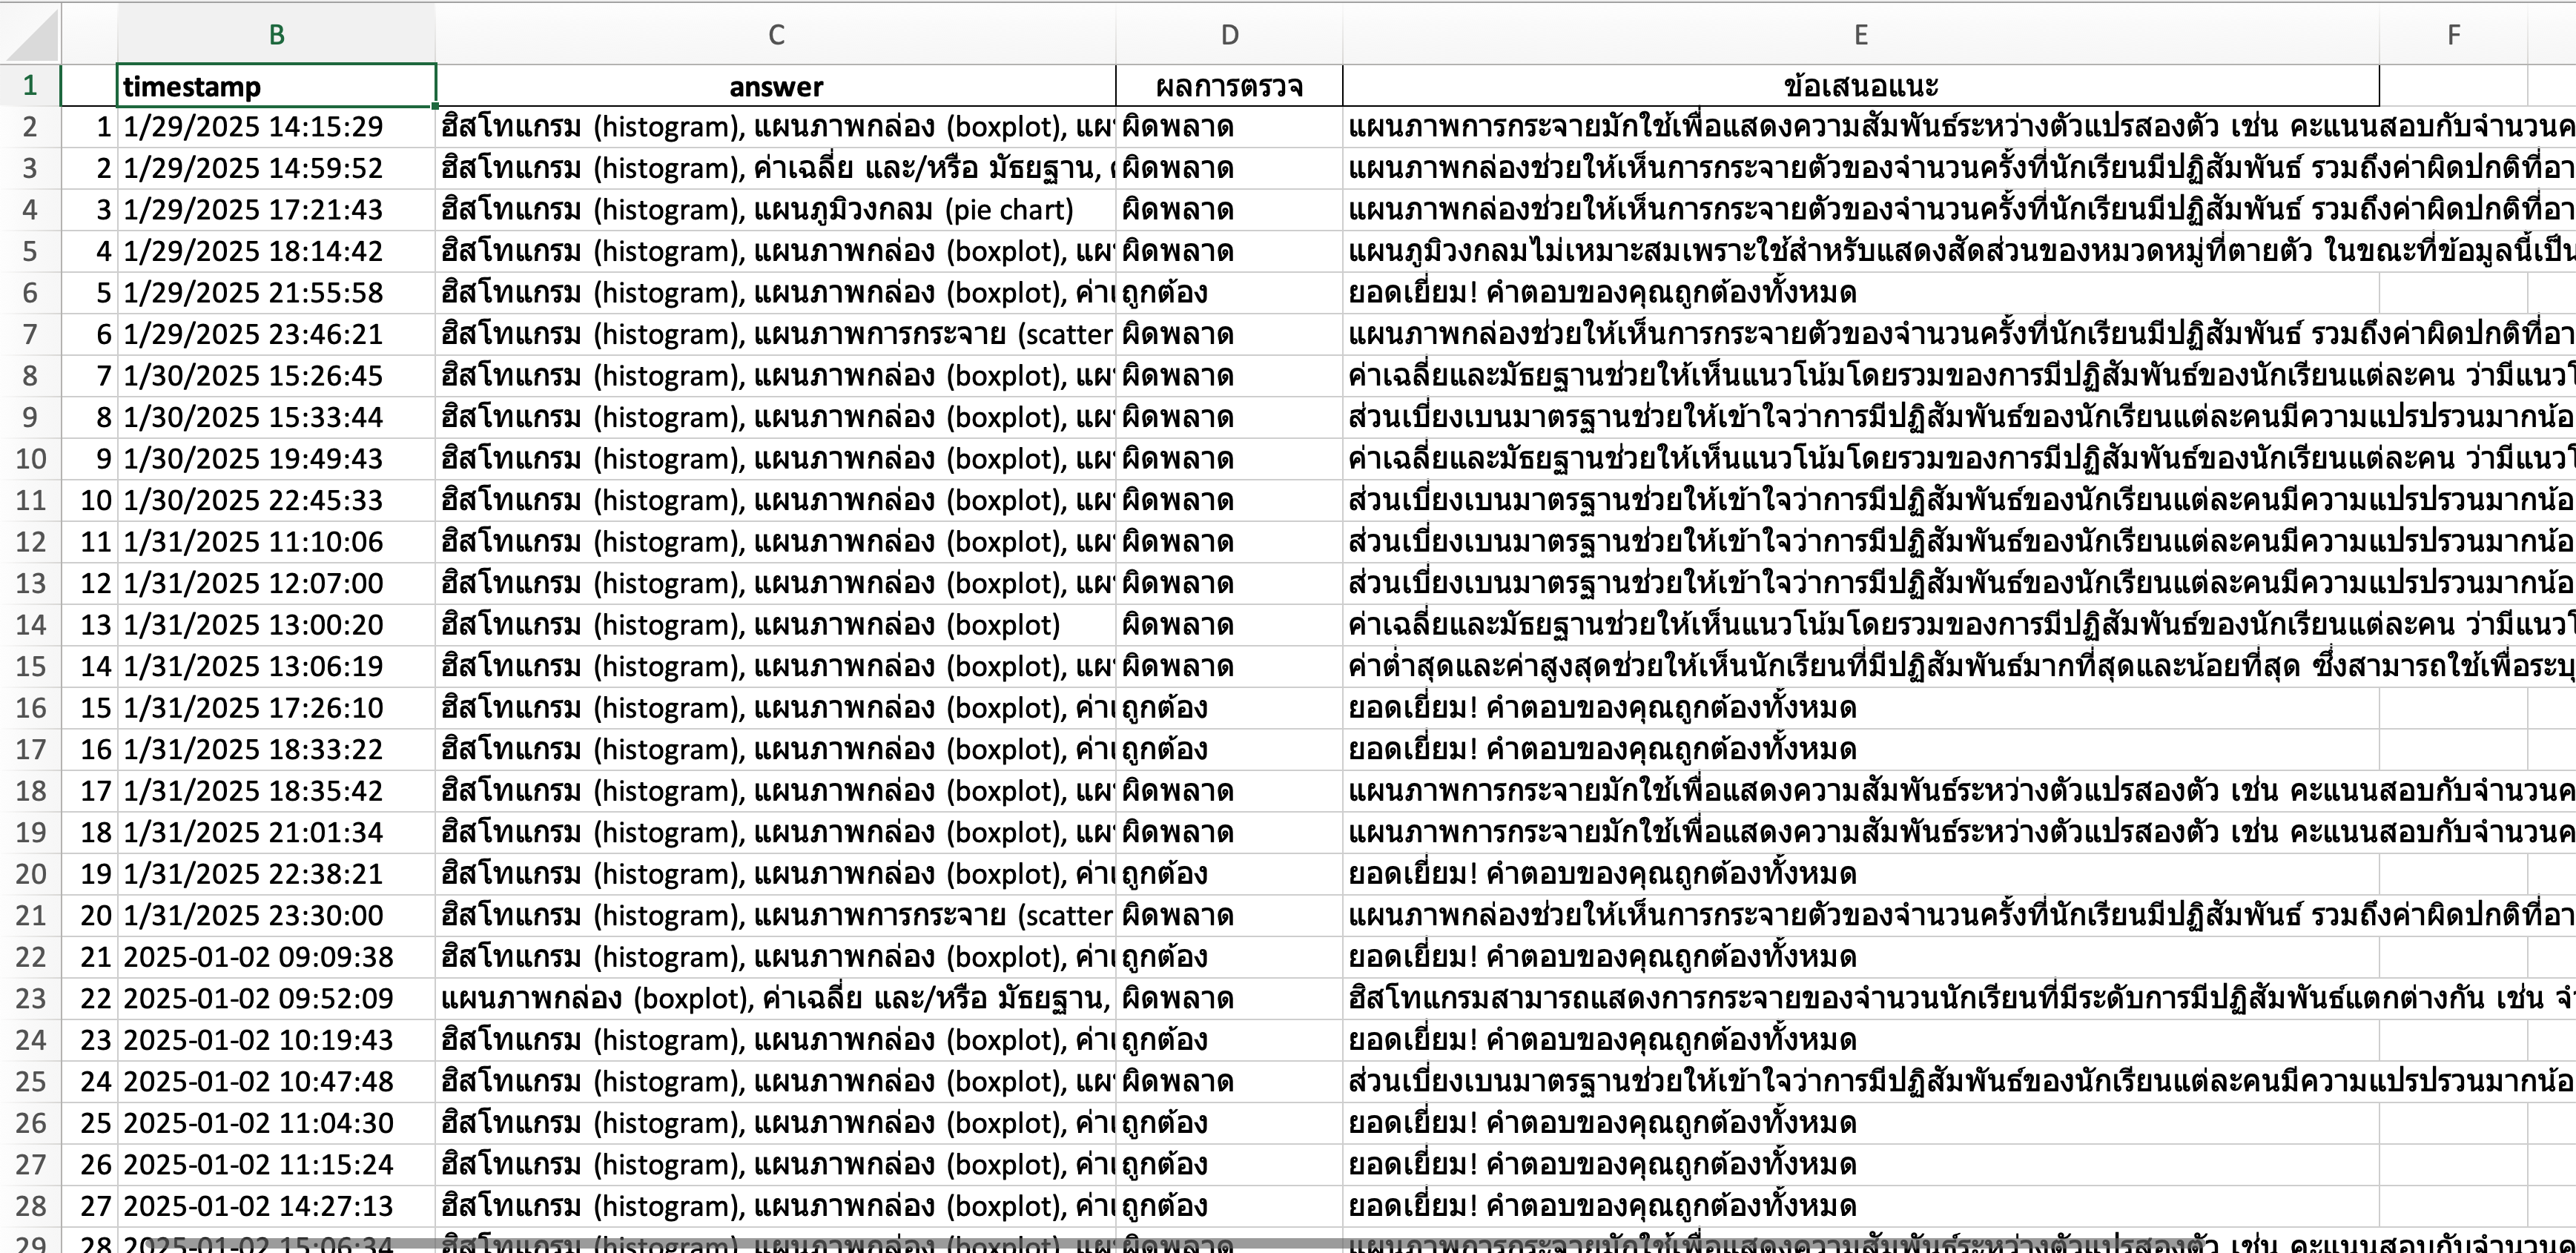 B C D E F
1 timestamp answer ผลการตรวจ ข้อเสนอแนะ
2 1 1/29/2025 14:15:29 ฮิสโทแกรม (histogram), แผนภาพกล่อง (boxplot), แผ ผิดพลาด แผนภาพการกระจายมักใช้เพื่อแสดงความสัมพันธ์ระหว่างตัวแปรสองตัว เช่น คะแนนสอบกับจำนวนค
3 2 1/29/2025 14:59:52 ฮิสโทแกรม (histogram), ค่าเฉลี่ย และ/หรือ มัธยฐาน, ผิดพลาด แผนภาพกล่องช่วยให้เห็นการกระจายตัวของจำนวนครั้งที่นักเรียนมีปฏิสัมพันธ์ รวมถึงค่าผิดปกติที่อา
4 3 1/29/2025 17:21:43 ฮิสโทแกรม (histogram), แผนภูมิวงกลม (pie chart) ผิดพลาด แผนภาพกล่องช่วยให้เห็นการกระจายตัวของจำนวนครั้งที่นักเรียนมีปฏิสัมพันธ์ รวมถึงค่าผิดปกติที่อา
5 4 1/29/2025 18:14:42 ฮิสโทแกรม (histogram), แผนภาพกล่อง (boxplot), แผ ผิดพลาด แผนภูมิวงกลมไม่เหมาะสมเพราะใช้สำหรับแสดงสัดส่วนของหมวดหมู่ที่ตายตัว ในขณะที่ข้อมูลนี้เป็น
6 5 1/29/2025 21:55:58 ฮิสโทแกรม (histogram), แผนภาพกล่อง (boxplot), ค่า ถูกต้อง ยอดเยี่ยม! คำตอบของคุณถูกต้องทั้งหมด
7 6 1/29/2025 23:46:21 ฮิสโทแกรม (histogram), แผนภาพการกระจาย (scatter ผิดพลาด แผนภาพกล่องช่วยให้เห็นการกระจายตัวของจำนวนครั้งที่นักเรียนมีปฏิสัมพันธ์ รวมถึงค่าผิดปกติที่อา
8 7 1/30/2025 15:26:45 ฮิสโทแกรม (histogram), แผนภาพกล่อง (boxplot), แผ ผิดพลาด ค่าเฉลี่ยและมัธยฐานช่วยให้เห็นแนวโน้มโดยรวมของการมีปฏิสัมพันธ์ของนักเรียนแต่ละคน ว่ามีแนวโ
9 8 1/30/2025 15:33:44 ฮิสโทแกรม (histogram), แผนภาพกล่อง (boxplot), แผ ผิดพลาด ส่วนเบี่ยงเบนมาตรฐานช่วยให้เข้าใจว่าการมีปฏิสัมพันธ์ของนักเรียนแต่ละคนมีความแปรปรวนมากน้อ
10 9 1/30/2025 19:49:43 ฮิสโทแกรม (histogram), แผนภาพกล่อง (boxplot), แผ ผิดพลาด ค่าเฉลี่ยและมัธยฐานช่วยให้เห็นแนวโน้มโดยรวมของการมีปฏิสัมพันธ์ของนักเรียนแต่ละคน ว่ามีแนวโ
11 10 1/30/2025 22:45:33 ฮิสโทแกรม (histogram), แผนภาพกล่อง (boxplot), แผ ผิดพลาด ส่วนเบี่ยงเบนมาตรฐานช่วยให้เข้าใจว่าการมีปฏิสัมพันธ์ของนักเรียนแต่ละคนมีความแปรปรวนมากน้อ
12 11 1/31/2025 11:10:06 ฮิสโทแกรม (histogram), แผนภาพกล่อง (boxplot), แผ ผิดพลาด ส่วนเบี่ยงเบนมาตรฐานช่วยให้เข้าใจว่าการมีปฏิสัมพันธ์ของนักเรียนแต่ละคนมีความแปรปรวนมากน้อ
13 12 1/31/2025 12:07:00 ฮิสโทแกรม (histogram), แผนภาพกล่อง (boxplot), แผ ผิดพลาด ส่วนเบี่ยงเบนมาตรฐานช่วยให้เข้าใจว่าการมีปฏิสัมพันธ์ของนักเรียนแต่ละคนมีความแปรปรวนมากน้อ
14 13 1/31/2025 13:00:20 ฮิสโทแกรม (histogram), แผนภาพกล่อง (boxplot) ผิดพลาด ค่าเฉลี่ยและมัธยฐานช่วยให้เห็นแนวโน้มโดยรวมของการมีปฏิสัมพันธ์ของนักเรียนแต่ละคน ว่ามีแนวโ
15 14 1/31/2025 13:06:19 ฮิสโทแกรม (histogram), แผนภาพกล่อง (boxplot), แผ ผิดพลาด ค่าต่ำสุดและค่าสูงสุดช่วยให้เห็นนักเรียนที่มีปฏิสัมพันธ์มากที่สุดและน้อยที่สุด ซึ่งสามารถใช้เพื่อระบุ
16 15 1/31/2025 17:26:10 ฮิสโทแกรม (histogram), แผนภาพกล่อง (boxplot), ค่า ถูกต้อง ยอดเยี่ยม! คำตอบของคุณถูกต้องทั้งหมด
17 16 1/31/2025 18:33:22 ฮิสโทแกรม (histogram), แผนภาพกล่อง (boxplot), ค่า ถูกต้อง ยอดเยี่ยม! คำตอบของคุณถูกต้องทั้งหมด
18 17 1/31/2025 18:35:42 ฮิสโทแกรม (histogram), แผนภาพกล่อง (boxplot), แผ ผิดพลาด แผนภาพการกระจายมักใช้เพื่อแสดงความสัมพันธ์ระหว่างตัวแปรสองตัว เช่น คะแนนสอบกับจำนวนค
19 18 1/31/2025 21:01:34 ฮิสโทแกรม (histogram), แผนภาพกล่อง (boxplot), แผ ผิดพลาด แผนภาพการกระจายมักใช้เพื่อแสดงความสัมพันธ์ระหว่างตัวแปรสองตัว เช่น คะแนนสอบกับจำนวนค
20 19 1/31/2025 22:38:21 ฮิสโทแกรม (histogram), แผนภาพกล่อง (boxplot), ค่า ถูกต้อง ยอดเยี่ยม! คำตอบของคุณถูกต้องทั้งหมด
21 20 1/31/2025 23:30:00 ฮิสโทแกรม (histogram), แผนภาพการกระจาย (scatter ผิดพลาด แผนภาพกล่องช่วยให้เห็นการกระจายตัวของจำนวนครั้งที่นักเรียนมีปฏิสัมพันธ์ รวมถึงค่าผิดปกติที่อา
22 21 2025-01-02 09:09:38 ฮิสโทแกรม (histogram), แผนภาพกล่อง (boxplot), ค่า ถูกต้อง ยอดเยี่ยม! คำตอบของคุณถูกต้องทั้งหมด
23 22 2025-01-02 09:52:09 แผนภาพกล่อง (boxplot), ค่าเฉลี่ย และ/หรือ มัธยฐาน, ผิดพลาด ฮิสโทแกรมสามารถแสดงการกระจายของจำนวนนักเรียนที่มีระดับการมีปฏิสัมพันธ์แตกต่างกัน เช่น จำ
24 23 2025-01-02 10:19:43 ฮิสโทแกรม (histogram), แผนภาพกล่อง (boxplot), ค่า ถูกต้อง ยอดเยี่ยม! คำตอบของคุณถูกต้องทั้งหมด
25 24 2025-01-02 10:47:48 ฮิสโทแกรม (histogram), แผนภาพกล่อง (boxplot), แผ ผิดพลาด ส่วนเบี่ยงเบนมาตรฐานช่วยให้เข้าใจว่าการมีปฏิสัมพันธ์ของนักเรียนแต่ละคนมีความแปรปรวนมากน้อ
26 25 2025-01-02 11:04:30 ฮิสโทแกรม (histogram), แผนภาพกล่อง (boxplot), ค่า ถูกต้อง ยอดเยี่ยม! คำตอบของคุณถูกต้องทั้งหมด
27 26 2025-01-02 11:15:24 ฮิสโทแกรม (histogram), แผนภาพกล่อง (boxplot), ค่า ถูกต้อง ยอดเยี่ยม! คำตอบของคุณถูกต้องทั้งหมด
28 27 2025-01-02 14:27:13 ฮิสโทแกรม (histogram), แผนภาพกล่อง (boxplot), ค่า ถูกต้อง ยอดเยี่ยม! คำตอบของคุณถูกต้องทั้งหมด
29 28 2025-01-02 15:06:34 ฮิสโทแกรม (histogram), แผนภาพกล่อง (boxplot), แผ ผิดพลาด แผนภาพการกระจายมักใช้เพื่อแสดงความสัมพันธ์ระหว่างตัวแปรสองตัว เช่น คะแนนสอบกับจำนวนค